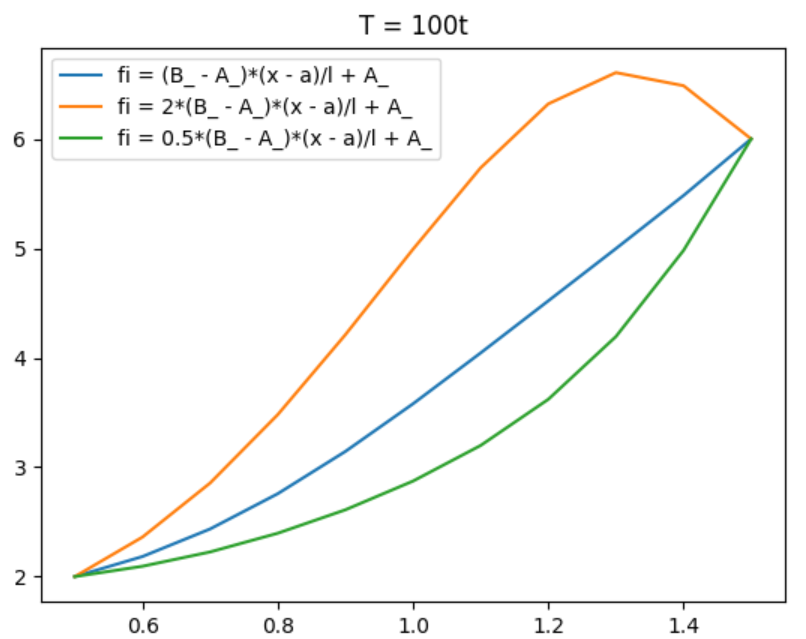 T = 100t
fi = (B_ - A_)*(x - a)/l + A_
fi = 2*(B_ - A_)*(x - a)/l + A_
fi = 0.5*(B_ - A_)*(x - a)/l + A_
6
5
4
3
2
0.6 0.8 1.0 1.2 1.4